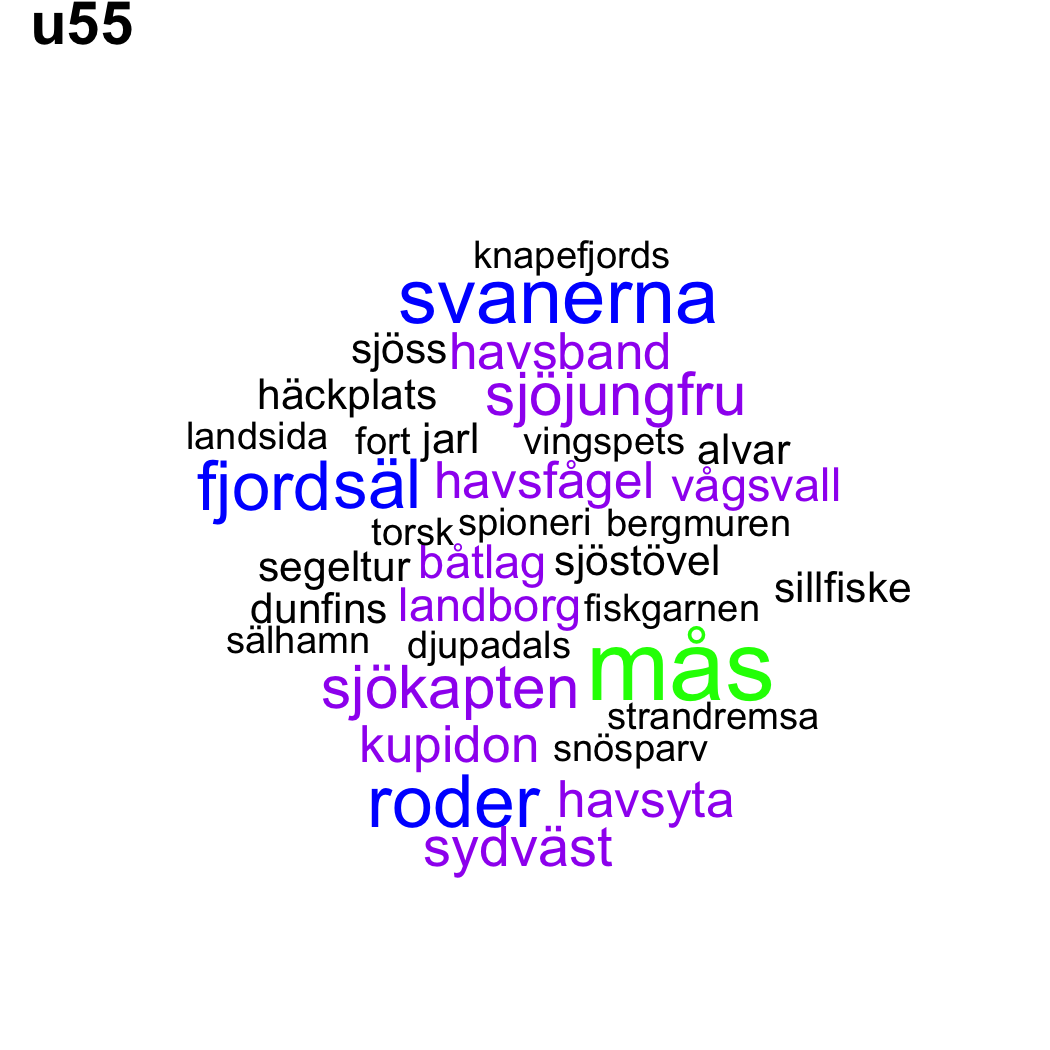 u55
knapefjords
svanerna
sjöss havsband
häckplats sjöjungfru
landsida fort jarl vingspets alvar
fjordsäl havsfågel vågsvall
torsk spioneri bergmuren
segeltur båtlag sjöstövel sillfiske
dunfins landborg fiskgarnen
sälhamn djupadals mås
sjökapten strandremsa
kupidon snösparv
roder havsyta
sydväst